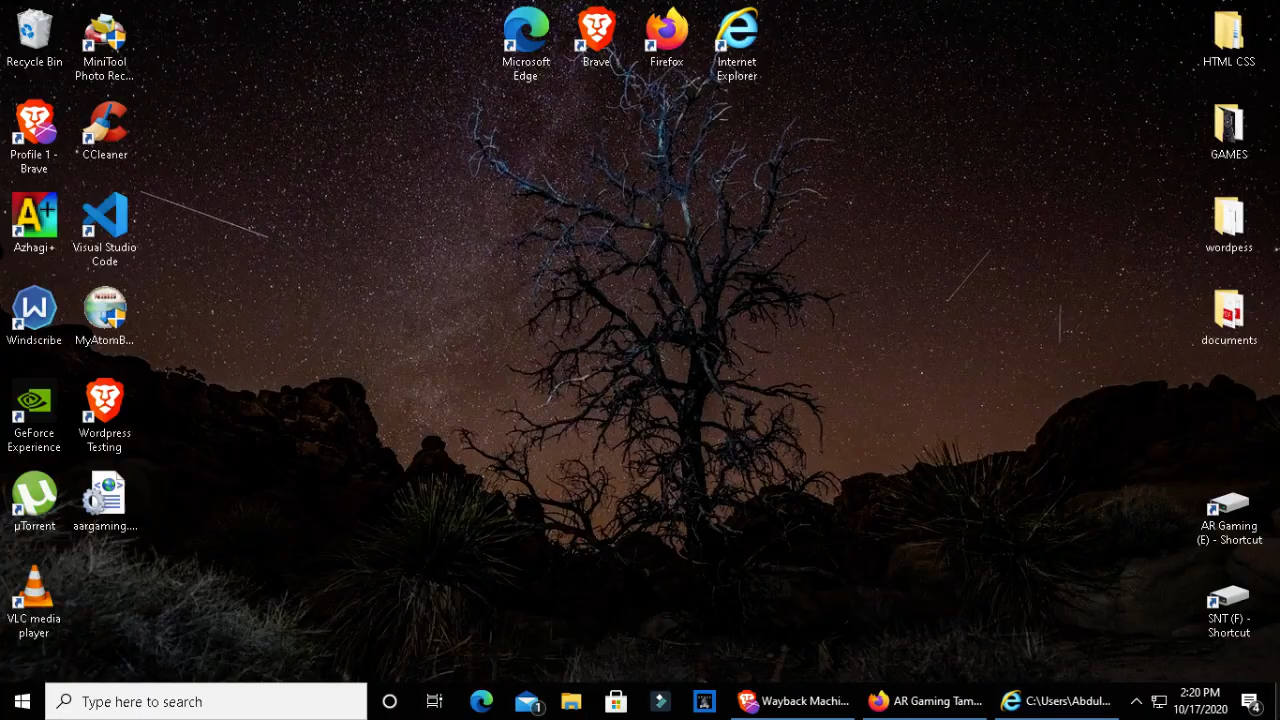 Recycle Bin
MiniTool
Photo Rec...
Microsoft
Edge
Brave
Firefox
Internet
Explorer
HTML CSS
Profile 1 -
Brave
CCleaner
GAMES
Azhagi+
Visual Studio
Code
wordpess
Windscribe
MyAtomB...
documents
GeForce
Experience
Wordpress
Testing
µTorrent
aargaming....
AR Gaming
(E) - Shortcut
VLC media
player
SNT (F) -
Shortcut
Type here to search
1
Wayback Machi...
AR Gaming Tam...
C:\Users\Abdul...
2:20 PM
10/17/2020
4